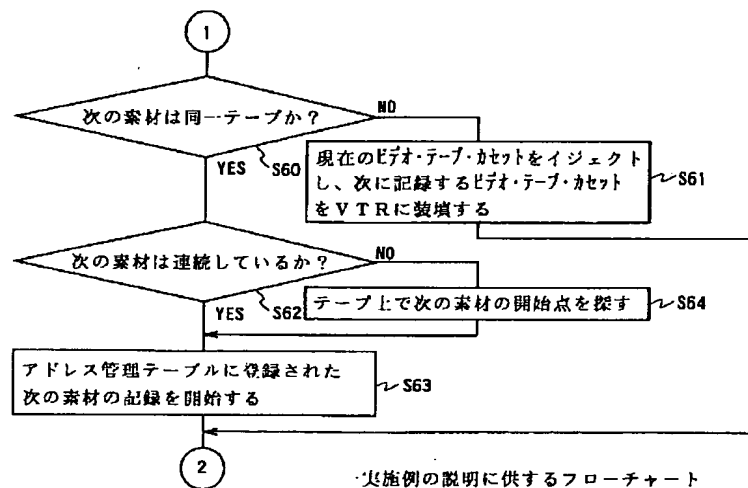 1
次の素材は同一テープか？
NO
YES
S60
現在のビデオ・テープ・カセットをイジェクト
し、次に記録するビデオ・テープ・カセット
をVTRに装填する
S61
次の素材は連続しているか？
NO
YES
S62
テープ上で次の素材の開始点を探す
S64
アドレス管理テーブルに登録された
次の素材の記録を開始する
S63
2
実施例の説明に供するフローチャート